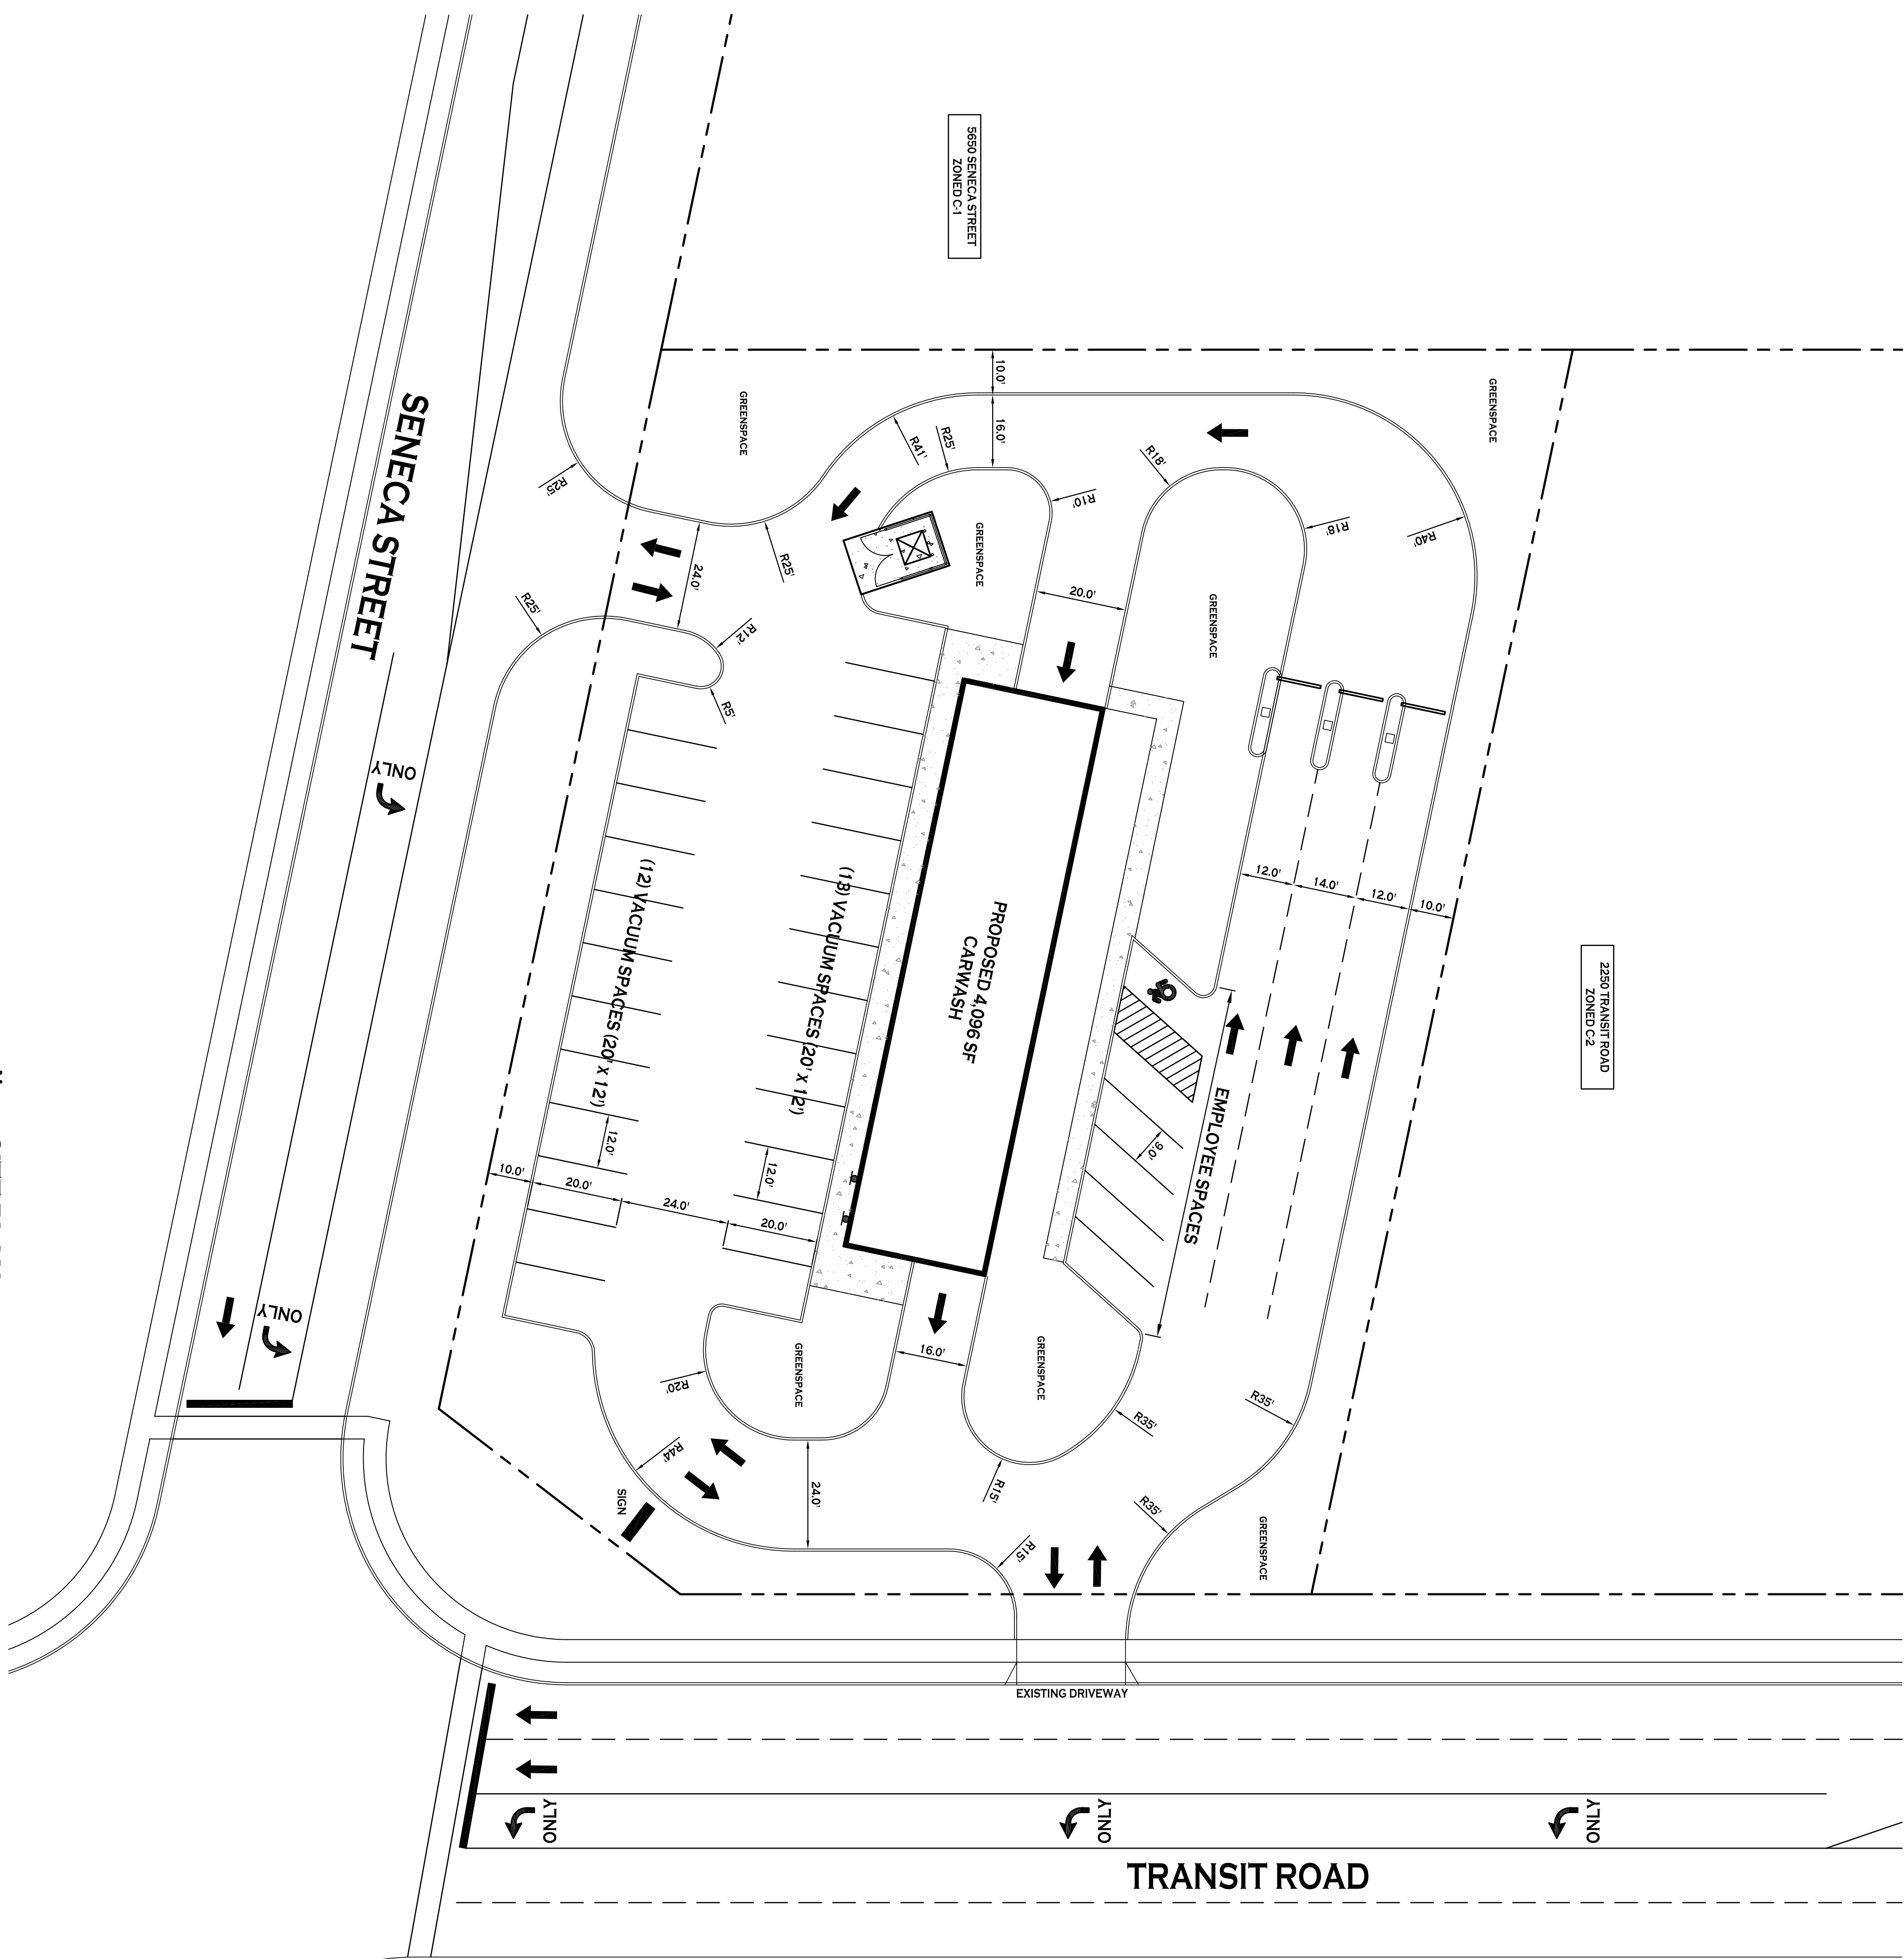 5650 SENECA STREET
ZONED C-1
2250 TRANSIT ROAD
ZONED C-2
SENECA STREET
TRANSIT ROAD
EXISTING DRIVEWAY
PROPOSED 4,096 SF
CARWASH
(12) VACUUM SPACES (20' x 12')
(13) VACUUM SPACES (20' x 12')
EMPLOYEE SPACES
GREENSPACE
GREENSPACE
GREENSPACE
GREENSPACE
GREENSPACE
GREENSPACE
GREENSPACE
SIGN
ONLY
ONLY
ONLY
ONLY
ONLY
10.0'
16.0'
R41'
R25'
R10'
R18'
R18'
R40'
R25'
R25'
24.0'
R25'
R12'
R5'
20.0'
12.0'
14.0'
12.0'
10.0'
9.0'
12.0'
12.0'
10.0'
20.0'
24.0'
20.0'
16.0'
R20'
R44'
24.0'
R15'
R15'
R35'
R35'
R35'